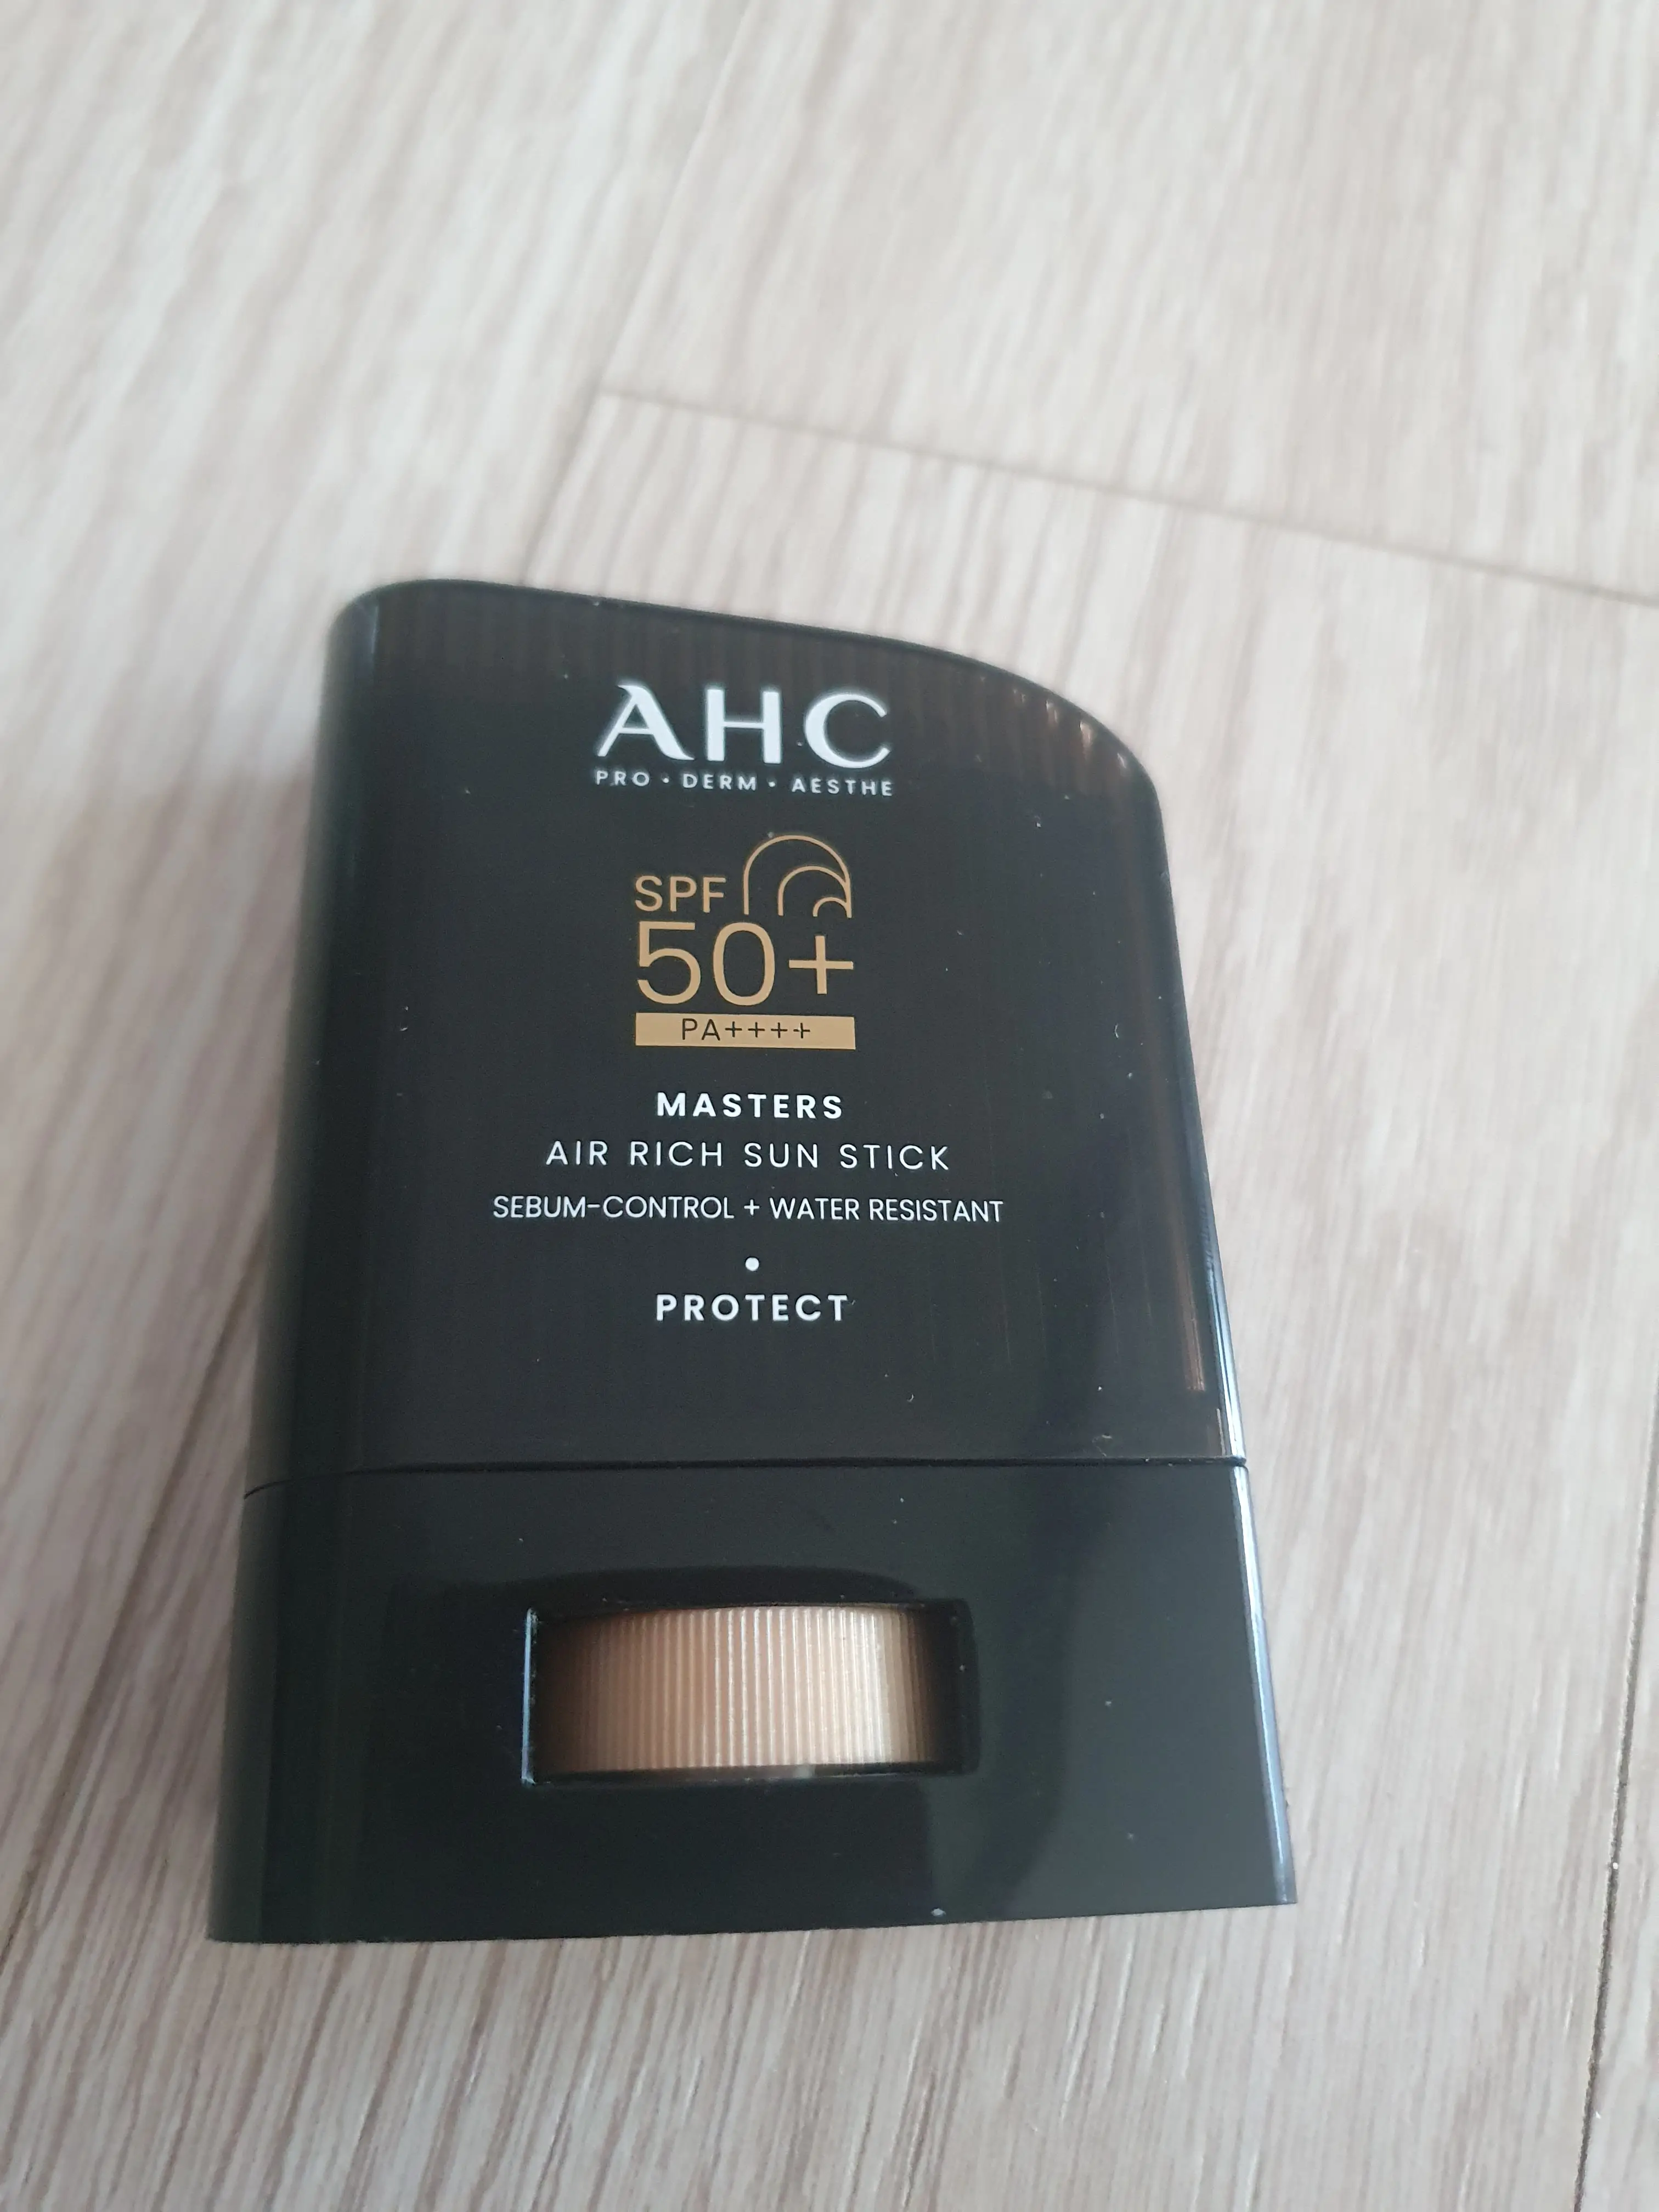 AHC
PRO • DERM • AESTHE
SPF
50+
PA++++
MASTERS
AIR RICH SUN STICK
SEBUM-CONTROL + WATER RESISTANT
•
PROTECT